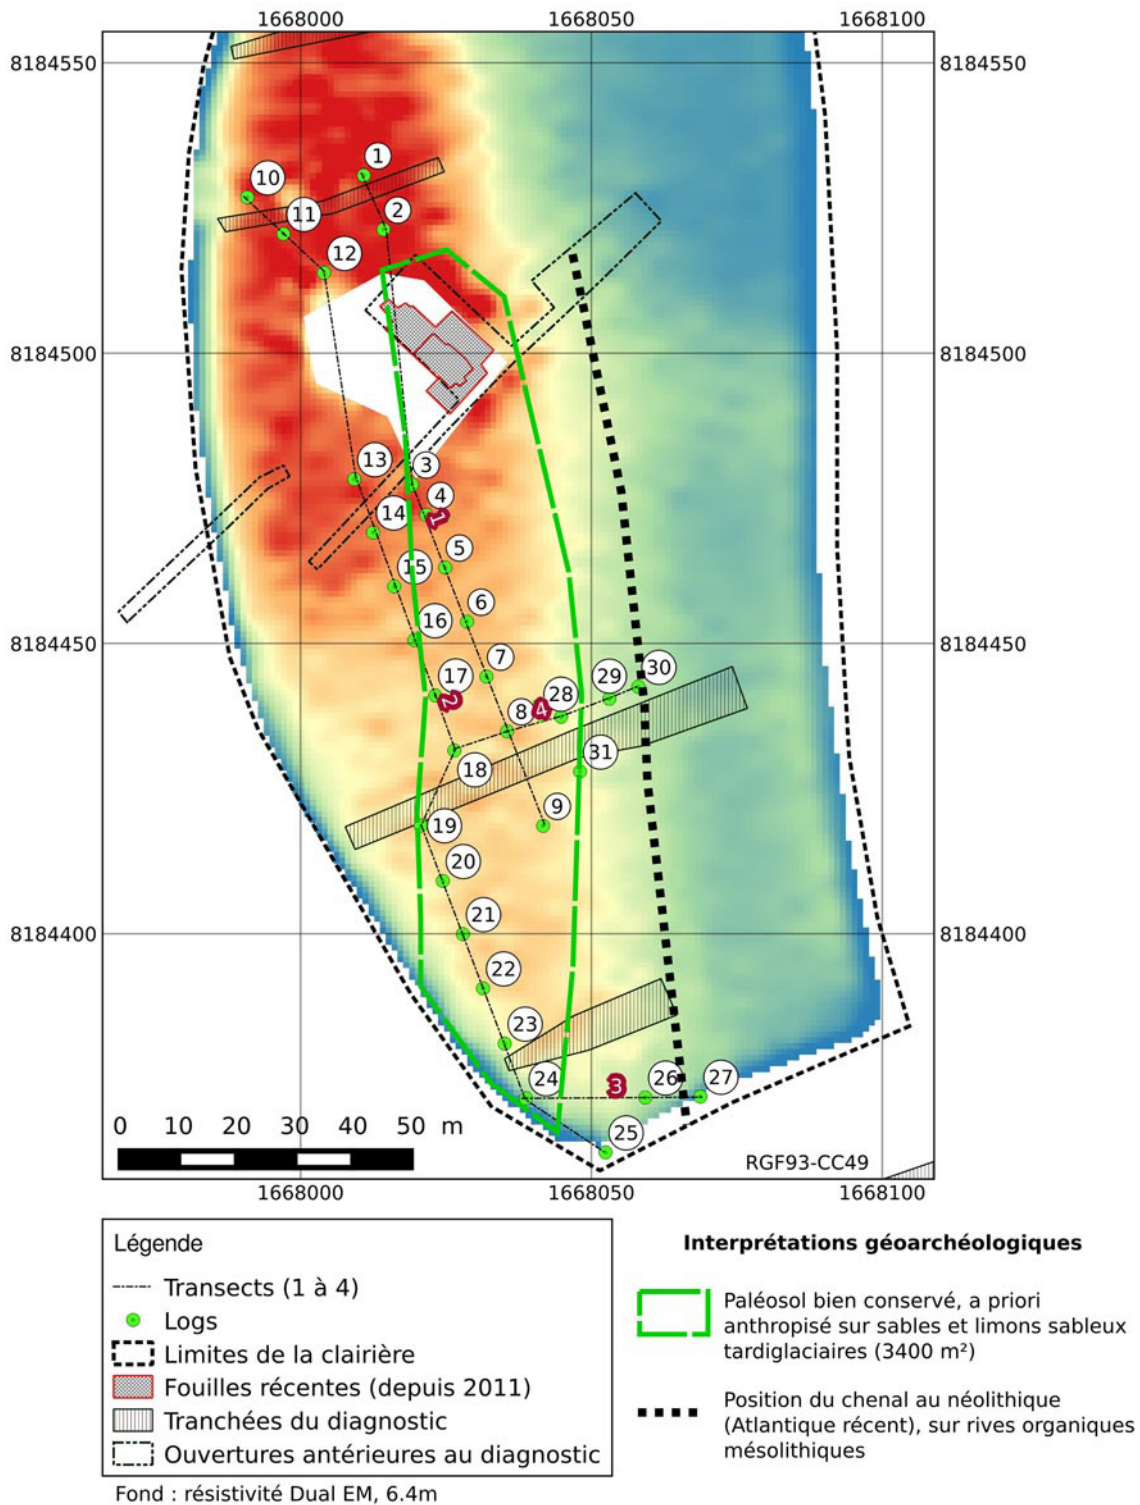 1668000 1668050 1668100
8184550 8184550
1
10
2
11
12
8184500 8184500
3
13
4
14
1
5
15
6
16
8184450 8184450
7
17
29
30
2
8
4
28
18
31
9
19
20
8184400 8184400
21
22
23
24
3
26
27
25
0 10 20 30 40 50 m
RGF93-CC49
1668000 1668050 1668100
Légende
Transects (1 à 4)
Logs
Limites de la clairière
Fouilles récentes (depuis 2011)
Tranchées du diagnostic
Ouvertures antérieures au diagnostic
Fond : résistivité Dual EM, 6.4m
Interprétations géoarchéologiques
Paléosol bien conservé, a priori
anthropisé sur sables et limons sableux
tardiglaciaires (3400 m²)
Position du chenal au néolithique
(Atlantique récent), sur rives organiques
mésolithiques